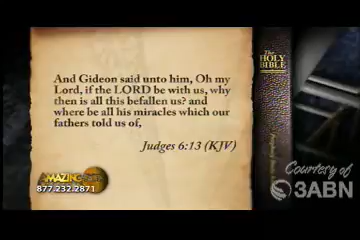 And Gideon said unto him, Oh my
Lord, if the LORD be with us, why
then is all this befallen us? and
where be all his miracles which our
fathers told us of,
Judges 6:13 (KJV)
The
HOLY
BIBLE
AMAZING
877.232.2871
Courtesy of
3ABN